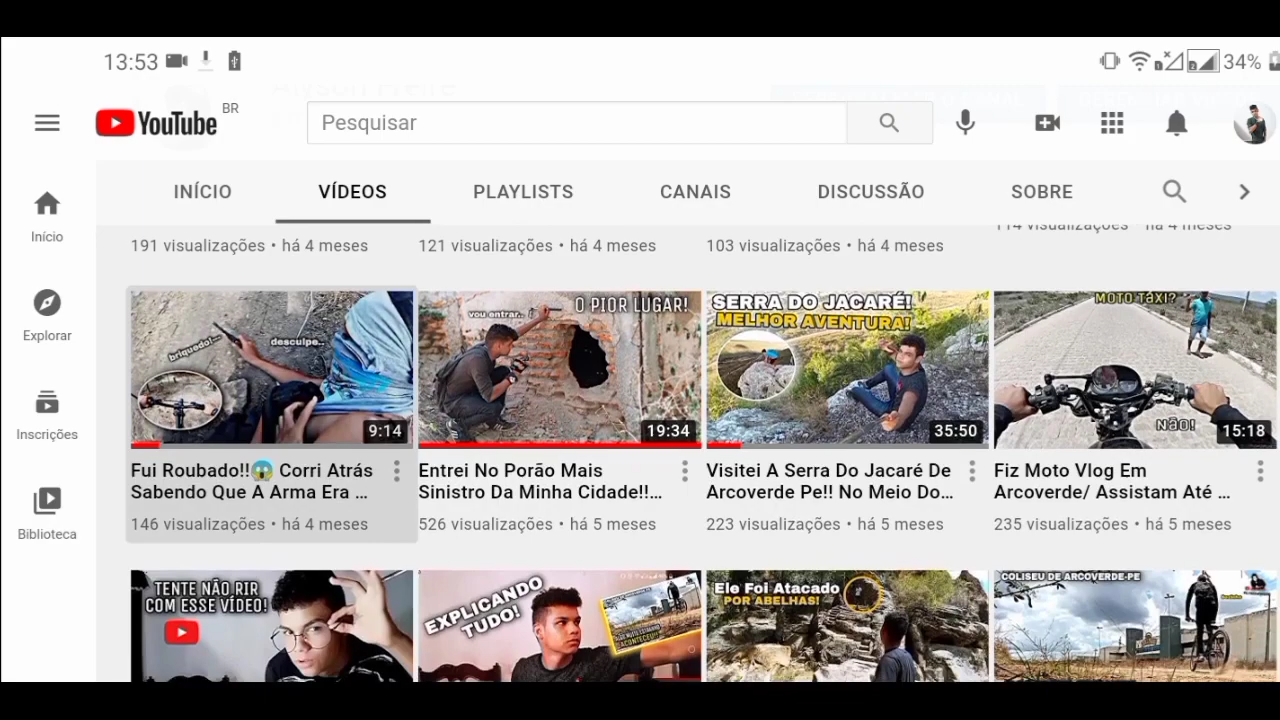 13:53
34%
YouTube BR
Pesquisar
INÍCIO VÍDEOS PLAYLISTS CANAIS DISCUSSÃO SOBRE
Início
Explorar
Inscrições
Biblioteca
191 visualizações • há 4 meses
121 visualizações • há 4 meses
103 visualizações • há 4 meses
114 visualizações • há 4 meses
briquedo!...
desculpe..
9:14
Fui Roubado!!😱 Corri Atrás
Sabendo Que A Arma Era ...
146 visualizações • há 4 meses
vou entrar.. !
O PIOR LUGAR!
19:34
Entrei No Porão Mais
Sinistro Da Minha Cidade!!...
526 visualizações • há 5 meses
SERRA DO JACARÉ!
MELHOR AVENTURA!
35:50
Visitei A Serra Do Jacaré De
Arcoverde Pe!! No Meio Do...
223 visualizações • há 5 meses
MOTO TÁXI?
NÃO!
15:18
Fiz Moto Vlog Em
Arcoverde/ Assistam Até ...
235 visualizações • há 5 meses
TENTE NÃO RIR
COM ESSE VÍDEO!
EXPLICANDO
TUDO!
Ele Foi Atacado
POR ABELHAS!
COLISEU DE ARCOVERDE-PE